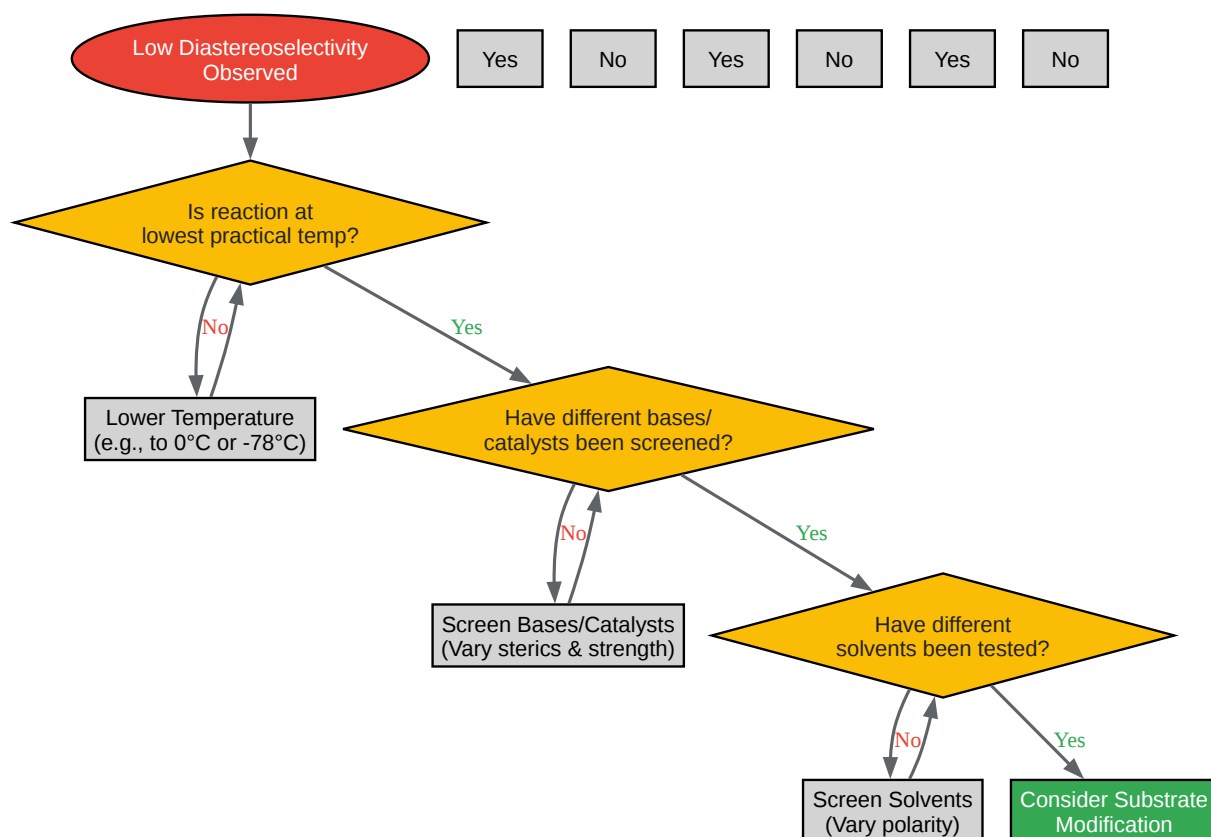 Low Diastereoselectivity
Observed
Yes
No
Yes
No
Yes
No
Is reaction at
lowest practical temp?
No
Yes
Lower Temperature
(e.g., to 0°C or -78°C)
Have different bases/
catalysts been screened?
No
Yes
Screen Bases/Catalysts
(Vary sterics & strength)
Have different
solvents been tested?
No
Yes
Screen Solvents
(Vary polarity)
Consider Substrate
Modification